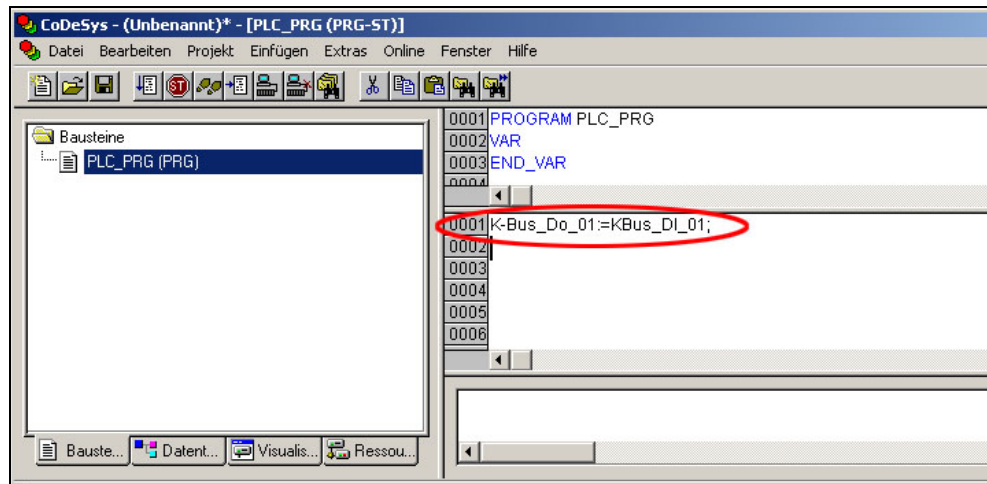 CoDeSys - (Unbenannt)* - [PLC_PRG (PRG-ST)]
Datei Bearbeiten Projekt Einfügen Extras Online Fenster Hilfe
Bausteine
PLC_PRG (PRG)
0001 PROGRAM PLC_PRG
0002 VAR
0003 END_VAR
0004
0001 K-Bus_Do_01:=KBus_DI_01;
0002
0003
0004
0005
0006
Bauste... Datent... Visualis... Ressou...